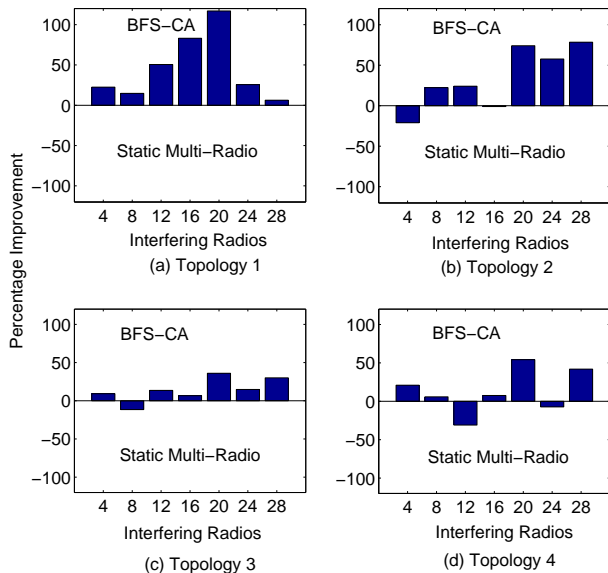 Percentage Improvement
100
50
0
−50
−100
BFS−CA
Static Multi−Radio
4 8 12 16 20 24 28
Interfering Radios
(a) Topology 1
100
50
0
−50
−100
BFS−CA
Static Multi−Radio
4 8 12 16 20 24 28
Interfering Radios
(b) Topology 2
100
50
0
−50
−100
BFS−CA
Static Multi−Radio
4 8 12 16 20 24 28
Interfering Radios
(c) Topology 3
100
50
0
−50
−100
BFS−CA
Static Multi−Radio
4 8 12 16 20 24 28
Interfering Radios
(d) Topology 4